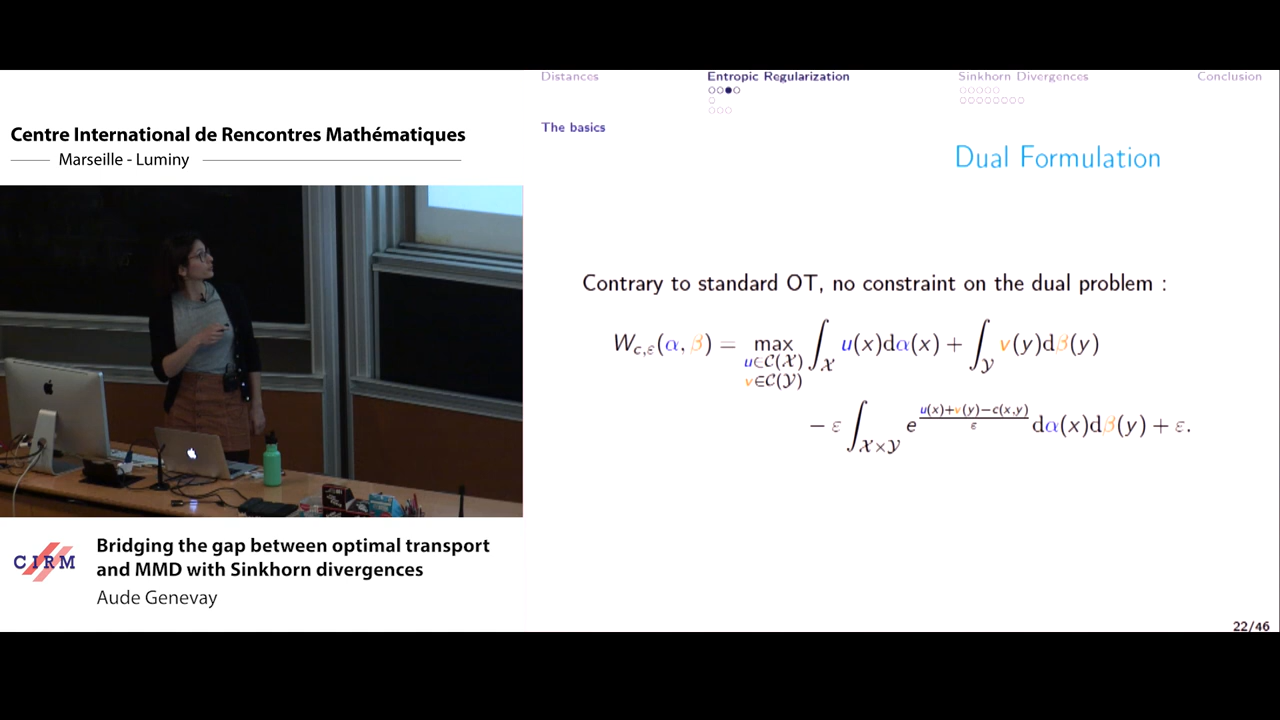 Centre International de Rencontres Mathématiques
Marseille - Luminy
CIRM
Bridging the gap between optimal transport
and MMD with Sinkhorn divergences
Aude Genevay
Distances Entropic Regularization Sinkhorn Divergences Conclusion
The basics
Dual Formulation
Contrary to standard OT, no constraint on the dual problem :
W_{c,ε}(α, β) = max_{u∈C(X) v∈C(Y)} ∫_X u(x)dα(x) + ∫_Y v(y)dβ(y)
− ε ∫_{X×Y} e^{\frac{u(x)+v(y)−c(x,y)}{ε}} dα(x)dβ(y) + ε.
22/46